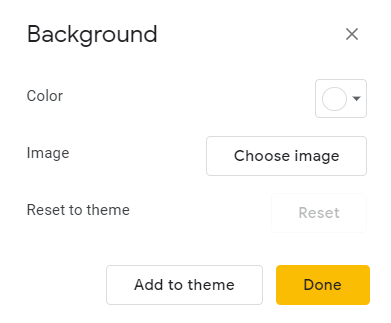 Background
Color
Image
Choose image
Reset to theme
Reset
Add to theme
Done